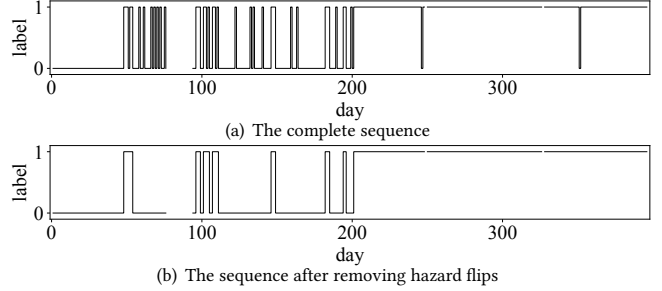 1
label
0
0 100 200 300
day
(a) The complete sequence
1
label
0
0 100 200 300
day
(b) The sequence after removing hazard flips